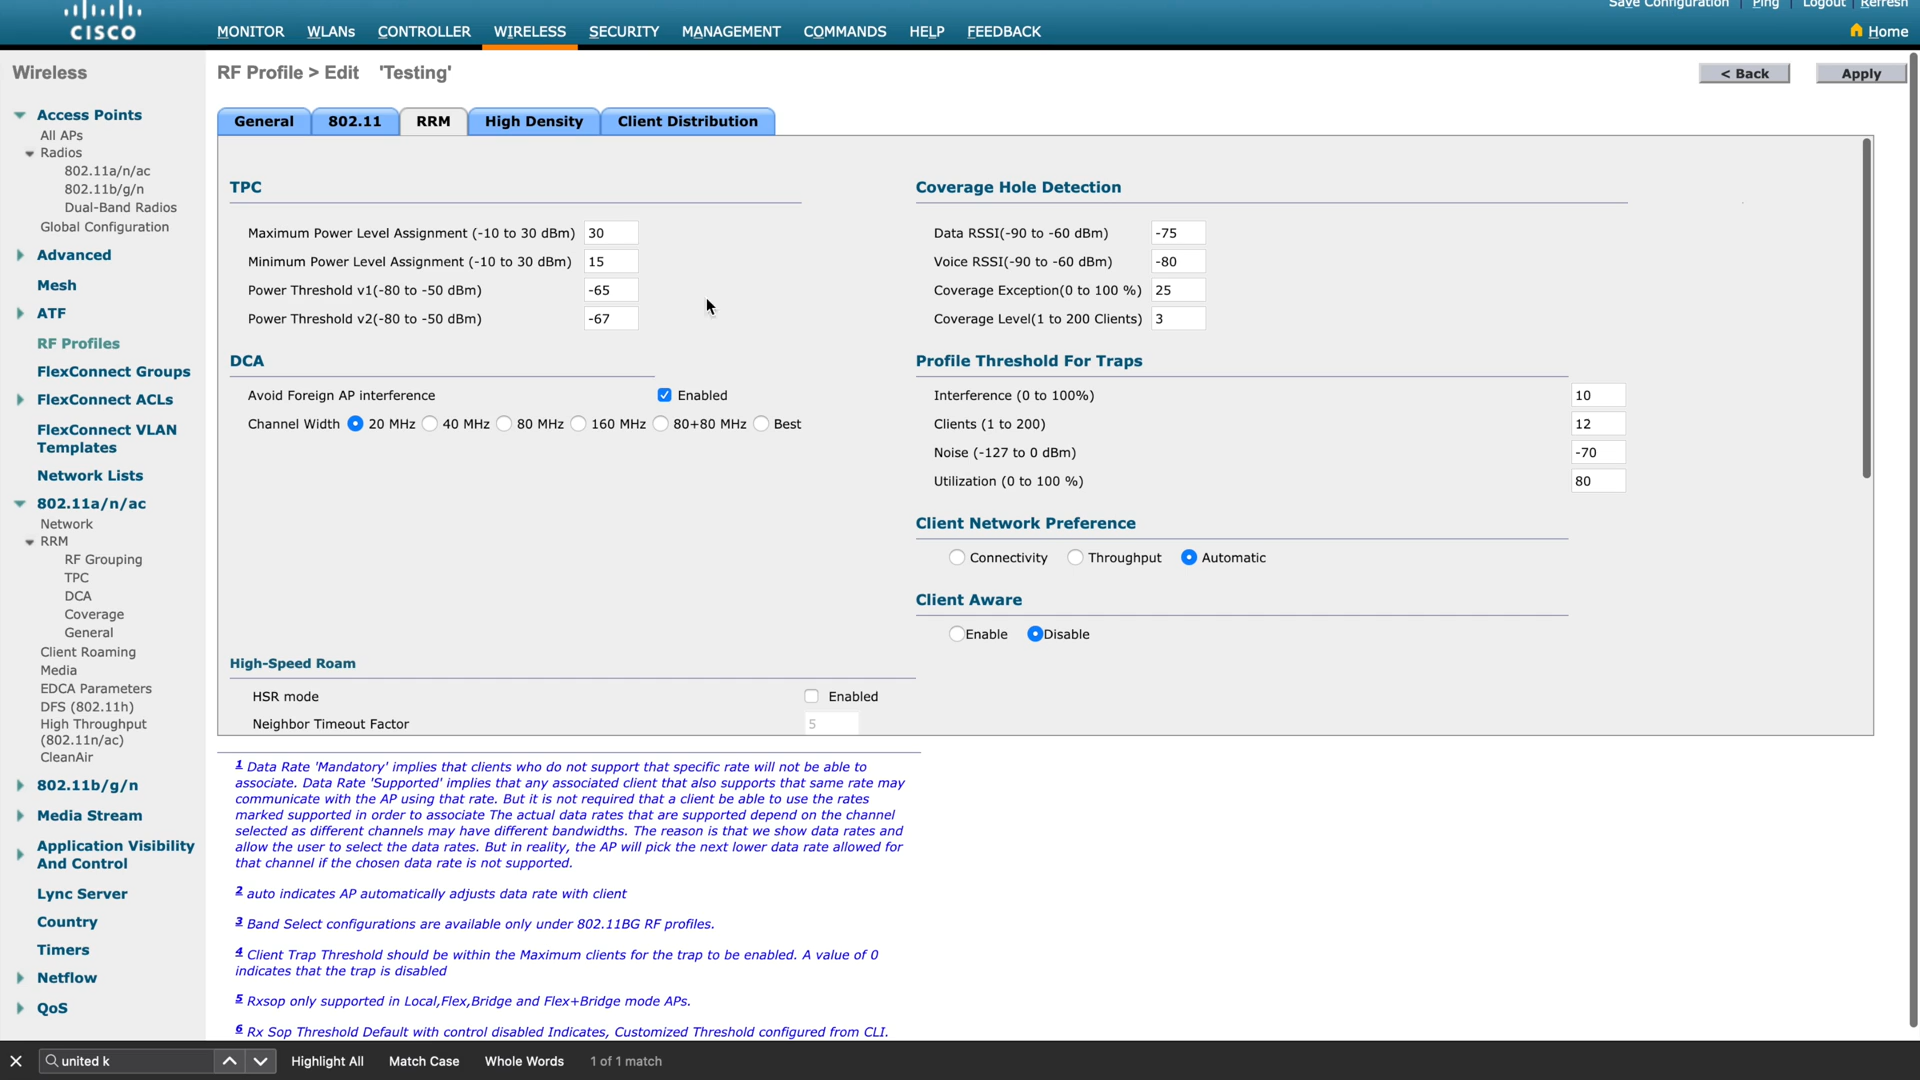 Save Configuration | Ping | Logout | Refresh
CISCO
MONITOR WLANs CONTROLLER WIRELESS SECURITY MANAGEMENT COMMANDS HELP FEEDBACK
Home
Wireless
Access Points
All APs
Radios
802.11a/n/ac
802.11b/g/n
Dual-Band Radios
Global Configuration
Advanced
Mesh
ATF
RF Profiles
FlexConnect Groups
FlexConnect ACLs
FlexConnect VLAN
Templates
Network Lists
802.11a/n/ac
Network
RRM
RF Grouping
TPC
DCA
Coverage
General
Client Roaming
Media
EDCA Parameters
DFS (802.11h)
High Throughput
(802.11n/ac)
CleanAir
802.11b/g/n
Media Stream
Application Visibility
And Control
Lync Server
Country
Timers
Netflow
QoS
RF Profile > Edit 'Testing'
< Back Apply
General 802.11 RRM High Density Client Distribution
TPC
Maximum Power Level Assignment (-10 to 30 dBm) 30
Minimum Power Level Assignment (-10 to 30 dBm) 15
Power Threshold v1(-80 to -50 dBm) -65
Power Threshold v2(-80 to -50 dBm) -67
DCA
Avoid Foreign AP interference Enabled
Channel Width 20 MHz 40 MHz 80 MHz 160 MHz 80+80 MHz Best
High-Speed Roam
HSR mode Enabled
Neighbor Timeout Factor 5
Coverage Hole Detection
Data RSSI(-90 to -60 dBm) -75
Voice RSSI(-90 to -60 dBm) -80
Coverage Exception(0 to 100 %) 25
Coverage Level(1 to 200 Clients) 3
Profile Threshold For Traps
Interference (0 to 100%) 10
Clients (1 to 200) 12
Noise (-127 to 0 dBm) -70
Utilization (0 to 100 %) 80
Client Network Preference
Connectivity Throughput Automatic
Client Aware
Enable Disable
1 Data Rate 'Mandatory' implies that clients who do not support that specific rate will not be able to
associate. Data Rate 'Supported' implies that any associated client that also supports that same rate may
communicate with the AP using that rate. But it is not required that a client be able to use the rates
marked supported in order to associate The actual data rates that are supported depend on the channel
selected as different channels may have different bandwidths. The reason is that we show data rates and
allow the user to select the data rates. But in reality, the AP will pick the next lower data rate allowed for
that channel if the chosen data rate is not supported.
2 auto indicates AP automatically adjusts data rate with client
3 Band Select configurations are available only under 802.11BG RF profiles.
4 Client Trap Threshold should be within the Maximum clients for the trap to be enabled. A value of 0
indicates that the trap is disabled
5 Rxsop only supported in Local,Flex,Bridge and Flex+Bridge mode APs.
6 Rx Sop Threshold Default with control disabled Indicates, Customized Threshold configured from CLI.
united k Highlight All Match Case Whole Words 1 of 1 match